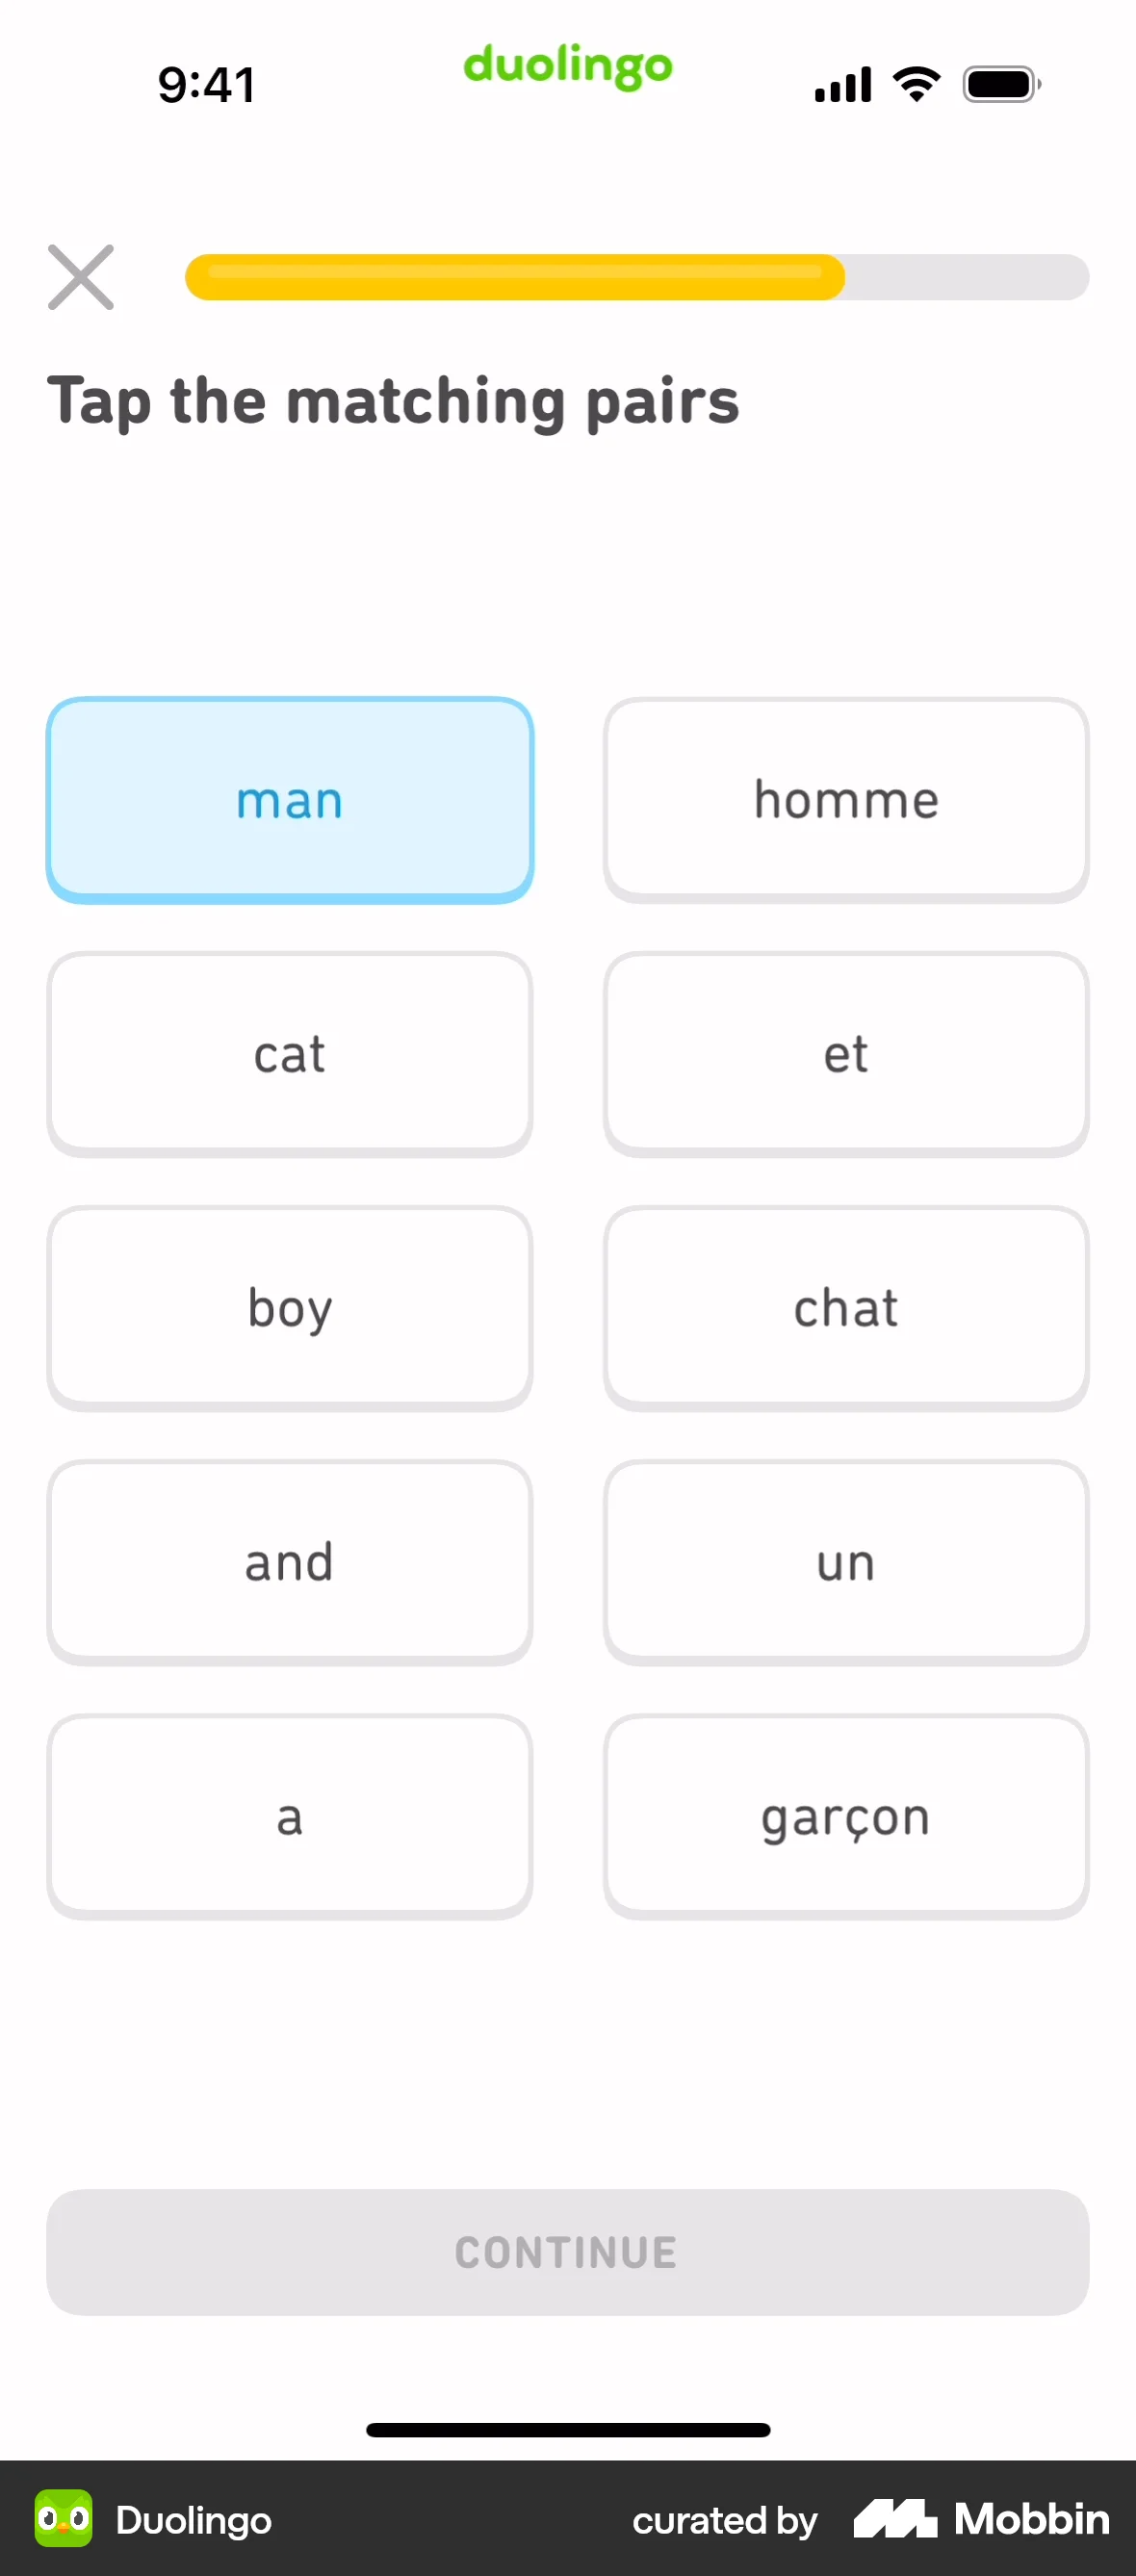 9:41
duolingo
Tap the matching pairs
man
homme
cat
et
boy
chat
and
un
a
garçon
CONTINUE
Duolingo
curated by Mobbin